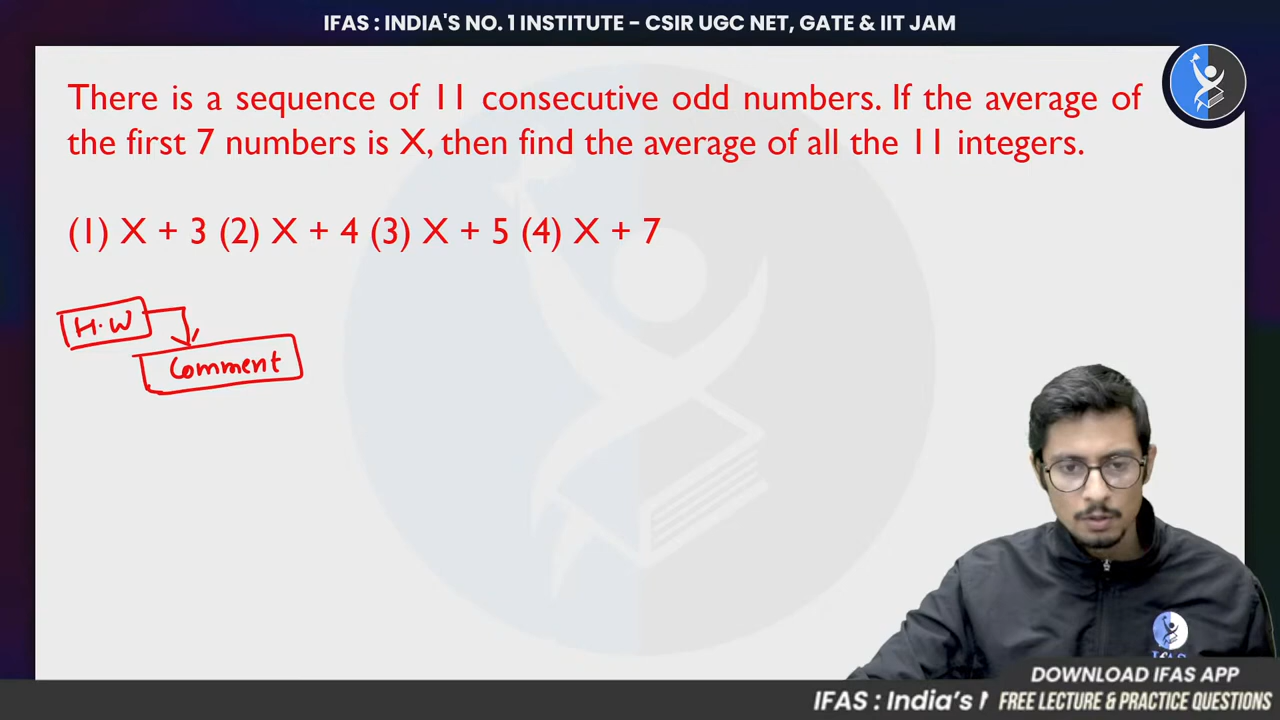 IFAS : INDIA'S NO. 1 INSTITUTE - CSIR UGC NET, GATE & IIT JAM
There is a sequence of 11 consecutive odd numbers. If the average of
the first 7 numbers is X, then find the average of all the 11 integers.
(1) X + 3 (2) X + 4 (3) X + 5 (4) X + 7
H.W
Comment
DOWNLOAD IFAS APP
IFAS : India's
FREE LECTURE & PRACTICE QUESTIONS